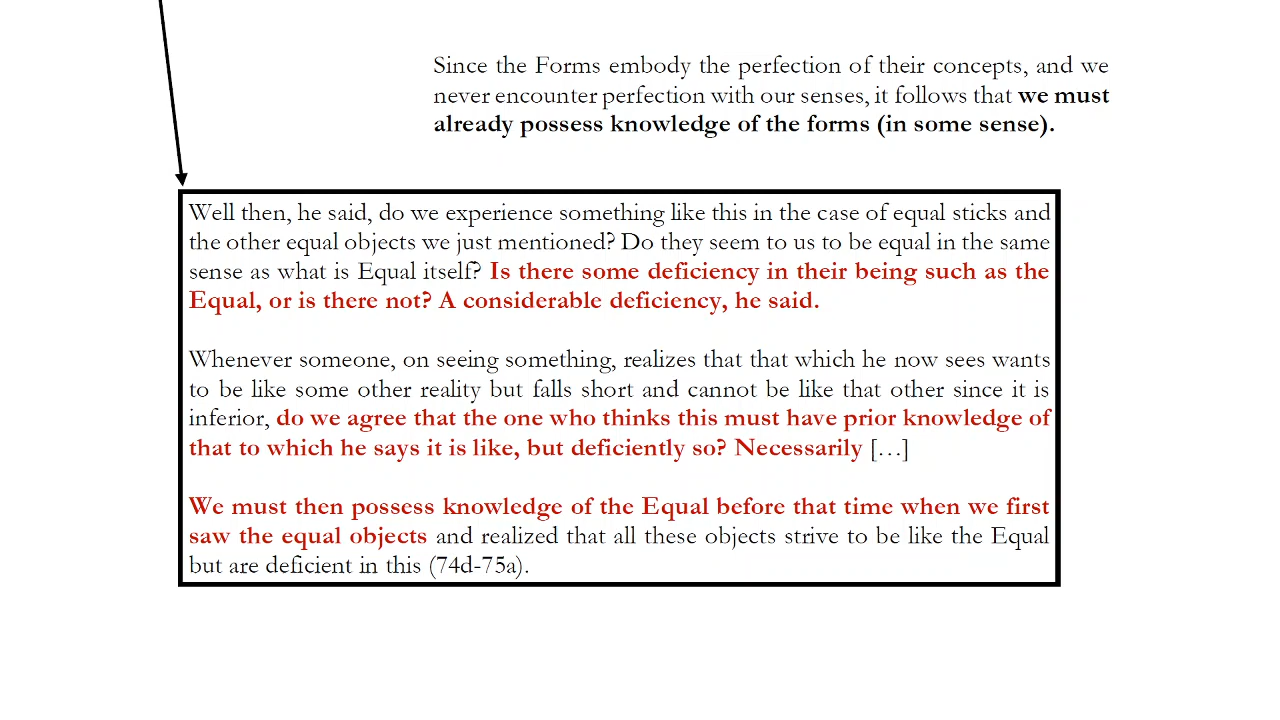 Since the Forms embody the perfection of their concepts, and we
never encounter perfection with our senses, it follows that we must
already possess knowledge of the forms (in some sense).
Well then, he said, do we experience something like this in the case of equal sticks and
the other equal objects we just mentioned? Do they seem to us to be equal in the same
sense as what is Equal itself? Is there some deficiency in their being such as the
Equal, or is there not? A considerable deficiency, he said.
Whenever someone, on seeing something, realizes that that which he now sees wants
to be like some other reality but falls short and cannot be like that other since it is
inferior, do we agree that the one who thinks this must have prior knowledge of
that to which he says it is like, but deficiently so? Necessarily […]
We must then possess knowledge of the Equal before that time when we first
saw the equal objects and realized that all these objects strive to be like the Equal
but are deficient in this (74d-75a).